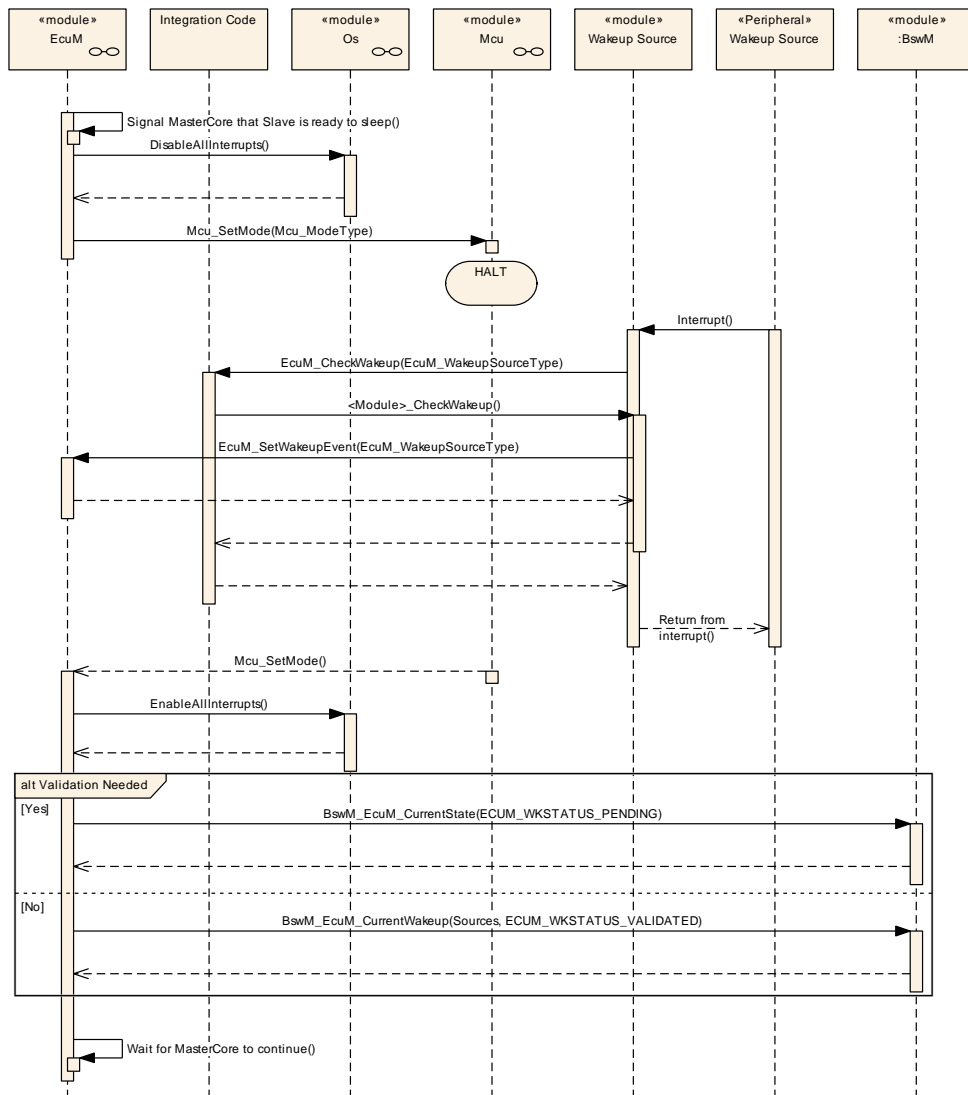 «module»
EcuM
Integration Code
«module»
Os
«module»
Mcu
«module»
Wakeup Source
«Peripheral»
Wakeup Source
«module»
:BswM
Signal MasterCore that Slave is ready to sleep()
DisableAllInterrupts()
Mcu_SetMode(Mcu_ModeType)
HALT
Interrupt()
EcuM_CheckWakeup(EcuM_WakeupSourceType)
<Module>_CheckWakeup()
EcuM_SetWakeupEvent(EcuM_WakeupSourceType)
Return from
interrupt()
Mcu_SetMode()
EnableAllInterrupts()
alt Validation Needed
[Yes]
BswM_EcuM_CurrentState(ECUM_WKSTATUS_PENDING)
[No]
BswM_EcuM_CurrentWakeup(Sources, ECUM_WKSTATUS_VALIDATED)
Wait for MasterCore to continue()